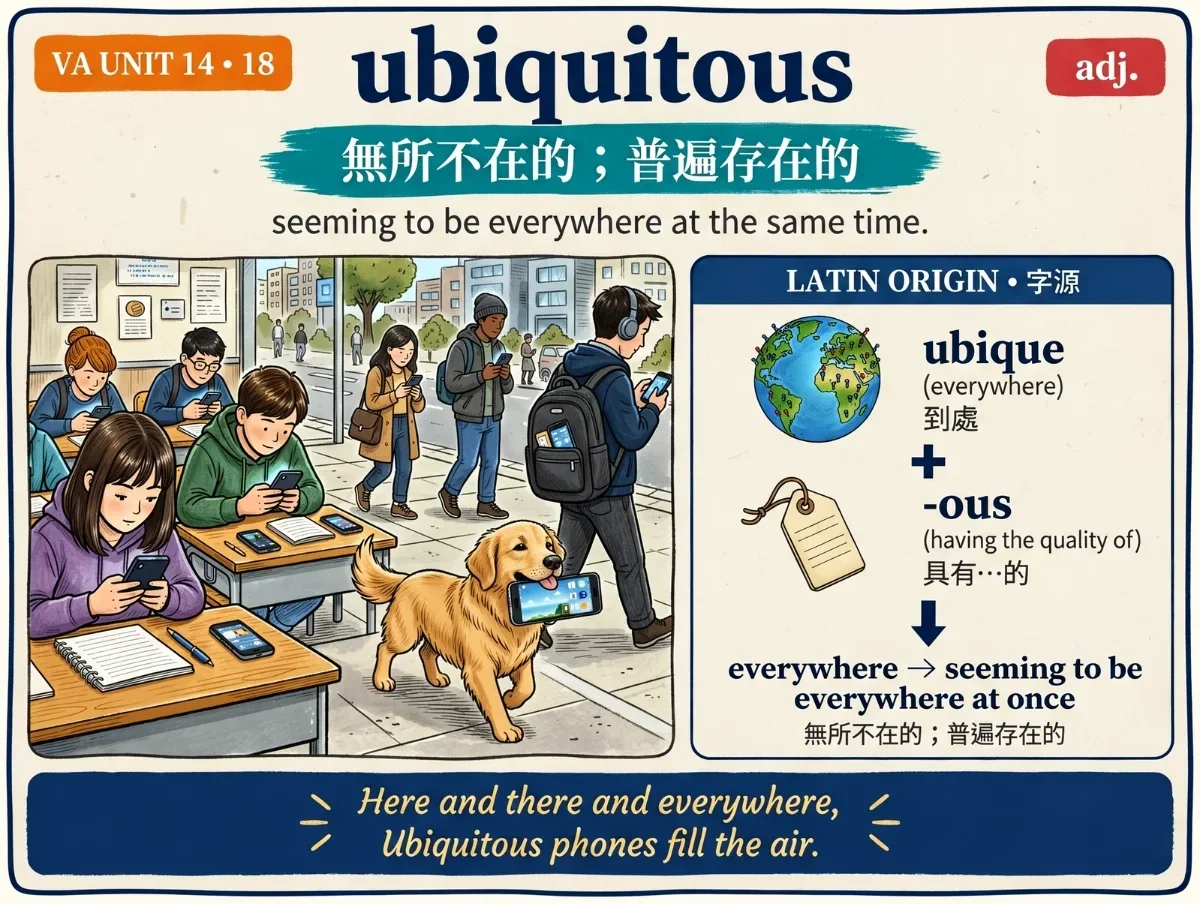 VA UNIT 14 • 18
ubiquitous
adj.
無所不在的；普遍存在的
seeming to be everywhere at the same time.
LATIN ORIGIN • 字源
ubique
(everywhere)
到處
+
-ous
(having the quality of)
具有…的
everywhere → seeming to be
everywhere at once
無所不在的；普遍存在的
Here and there and everywhere,
Ubiquitous phones fill the air.